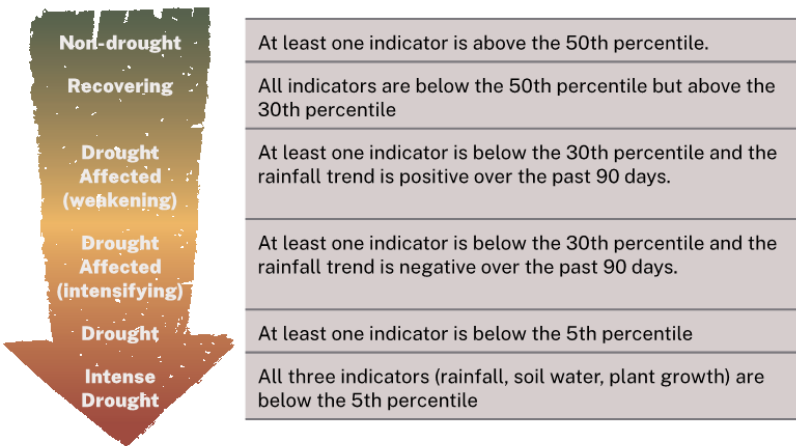 Non-drought
At least one indicator is above the 50th percentile.
Recovering
All indicators are below the 50th percentile but above the
30th percentile
Drought
Affected
(weakening)
At least one indicator is below the 30th percentile and the
rainfall trend is positive over the past 90 days.
Drought
Affected
(intensifying)
At least one indicator is below the 30th percentile and the
rainfall trend is negative over the past 90 days.
Drought
At least one indicator is below the 5th percentile
Intense
Drought
All three indicators (rainfall, soil water, plant growth) are
below the 5th percentile